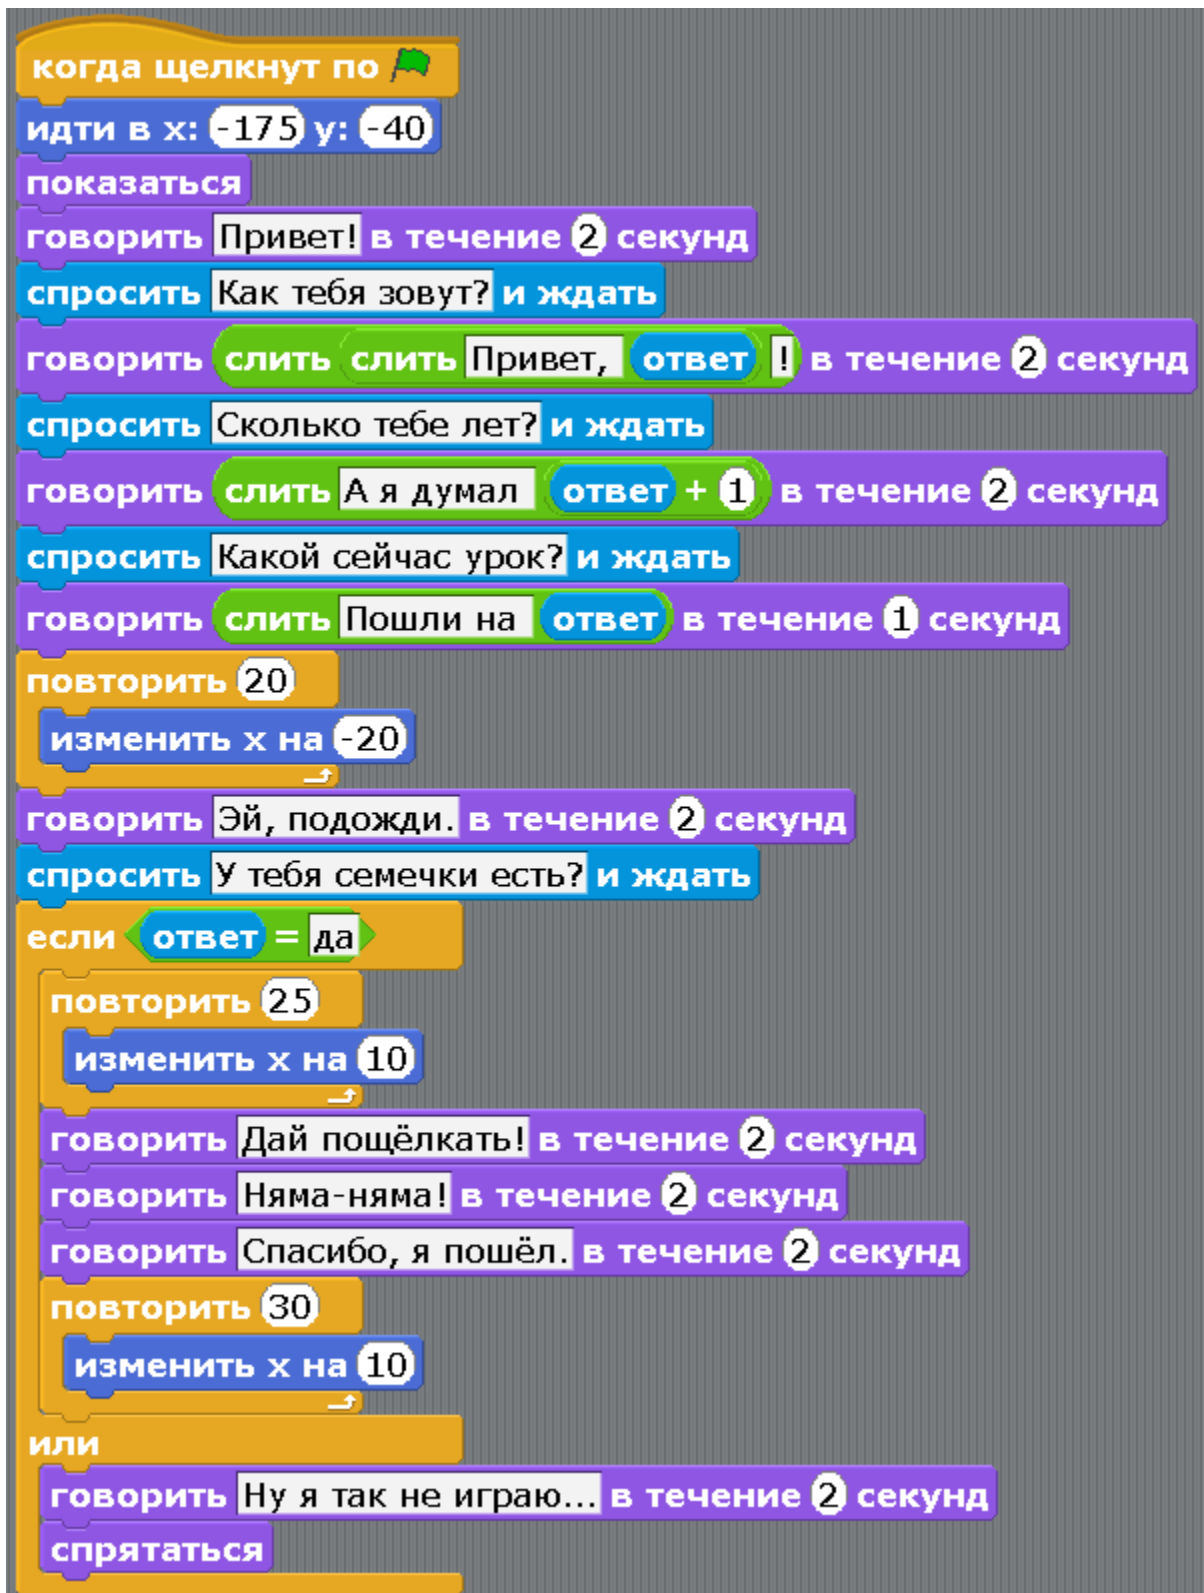 когда щелкнут по
идти в x: -175 y: -40
показаться
говорить Привет! в течение 2 секунд
спросить Как тебя зовут? и ждать
говорить слить слить Привет, ответ ! в течение 2 секунд
спросить Сколько тебе лет? и ждать
говорить слить А я думал ответ + 1 в течение 2 секунд
спросить Какой сейчас урок? и ждать
говорить слить Пошли на ответ в течение 1 секунд
повторить 20
изменить x на -20
говорить Эй, подожди. в течение 2 секунд
спросить У тебя семечки есть? и ждать
если ответ = да
повторить 25
изменить x на 10
говорить Дай пощёлкать! в течение 2 секунд
говорить Няма-няма! в течение 2 секунд
говорить Спасибо, я пошёл. в течение 2 секунд
повторить 30
изменить x на 10
или
говорить Ну я так не играю... в течение 2 секунд
спрятаться